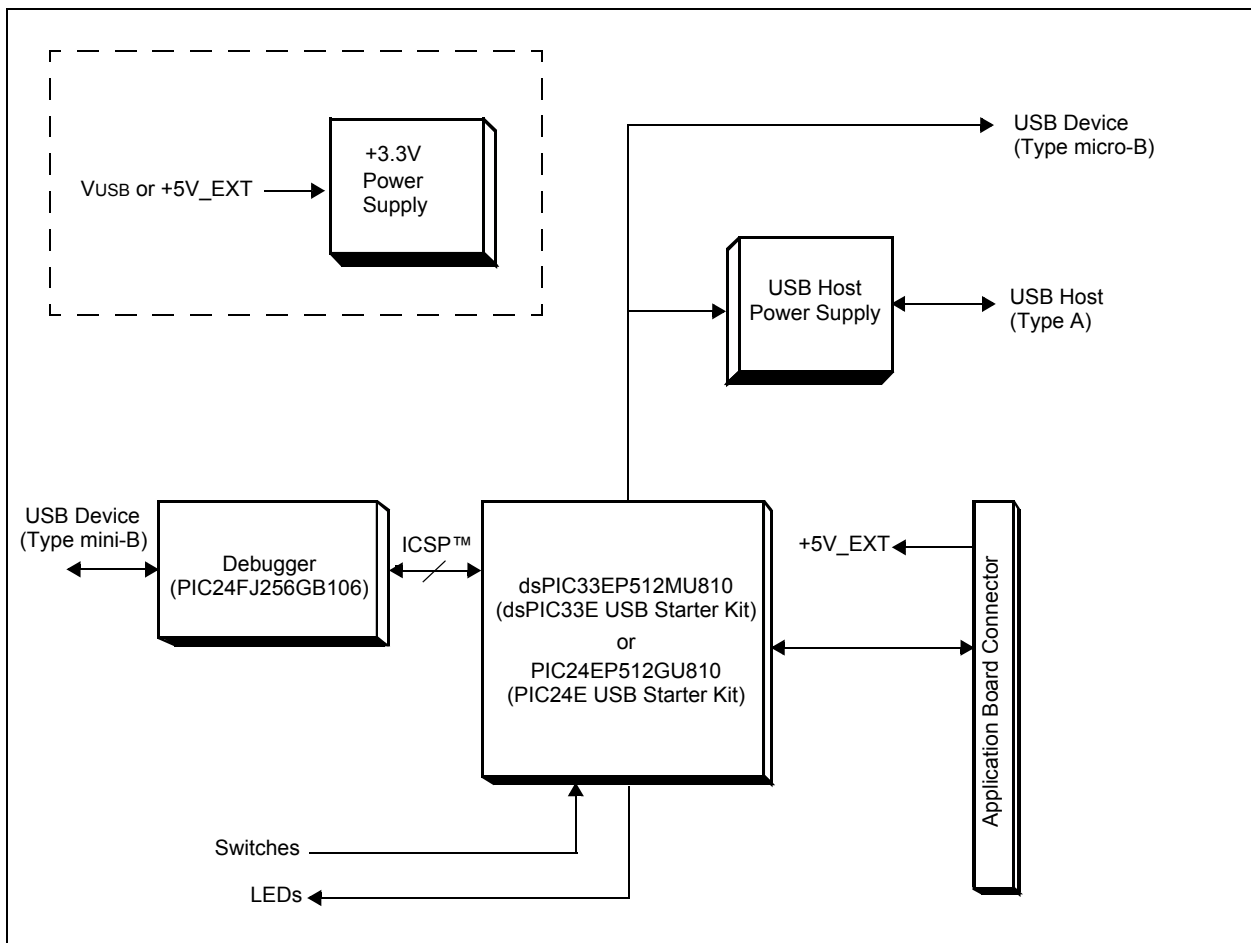 +3.3V
Power
Supply
VUSB or +5V_EXT
USB Device
(Type micro-B)
USB Host
Power Supply
USB Host
(Type A)
USB Device
(Type mini-B)
Debugger
(PIC24FJ256GB106)
ICSP™
dsPIC33EP512MU810
(dsPIC33E USB Starter Kit)
or
PIC24EP512GU810
(PIC24E USB Starter Kit)
+5V_EXT
Application Board Connector
Switches
LEDs